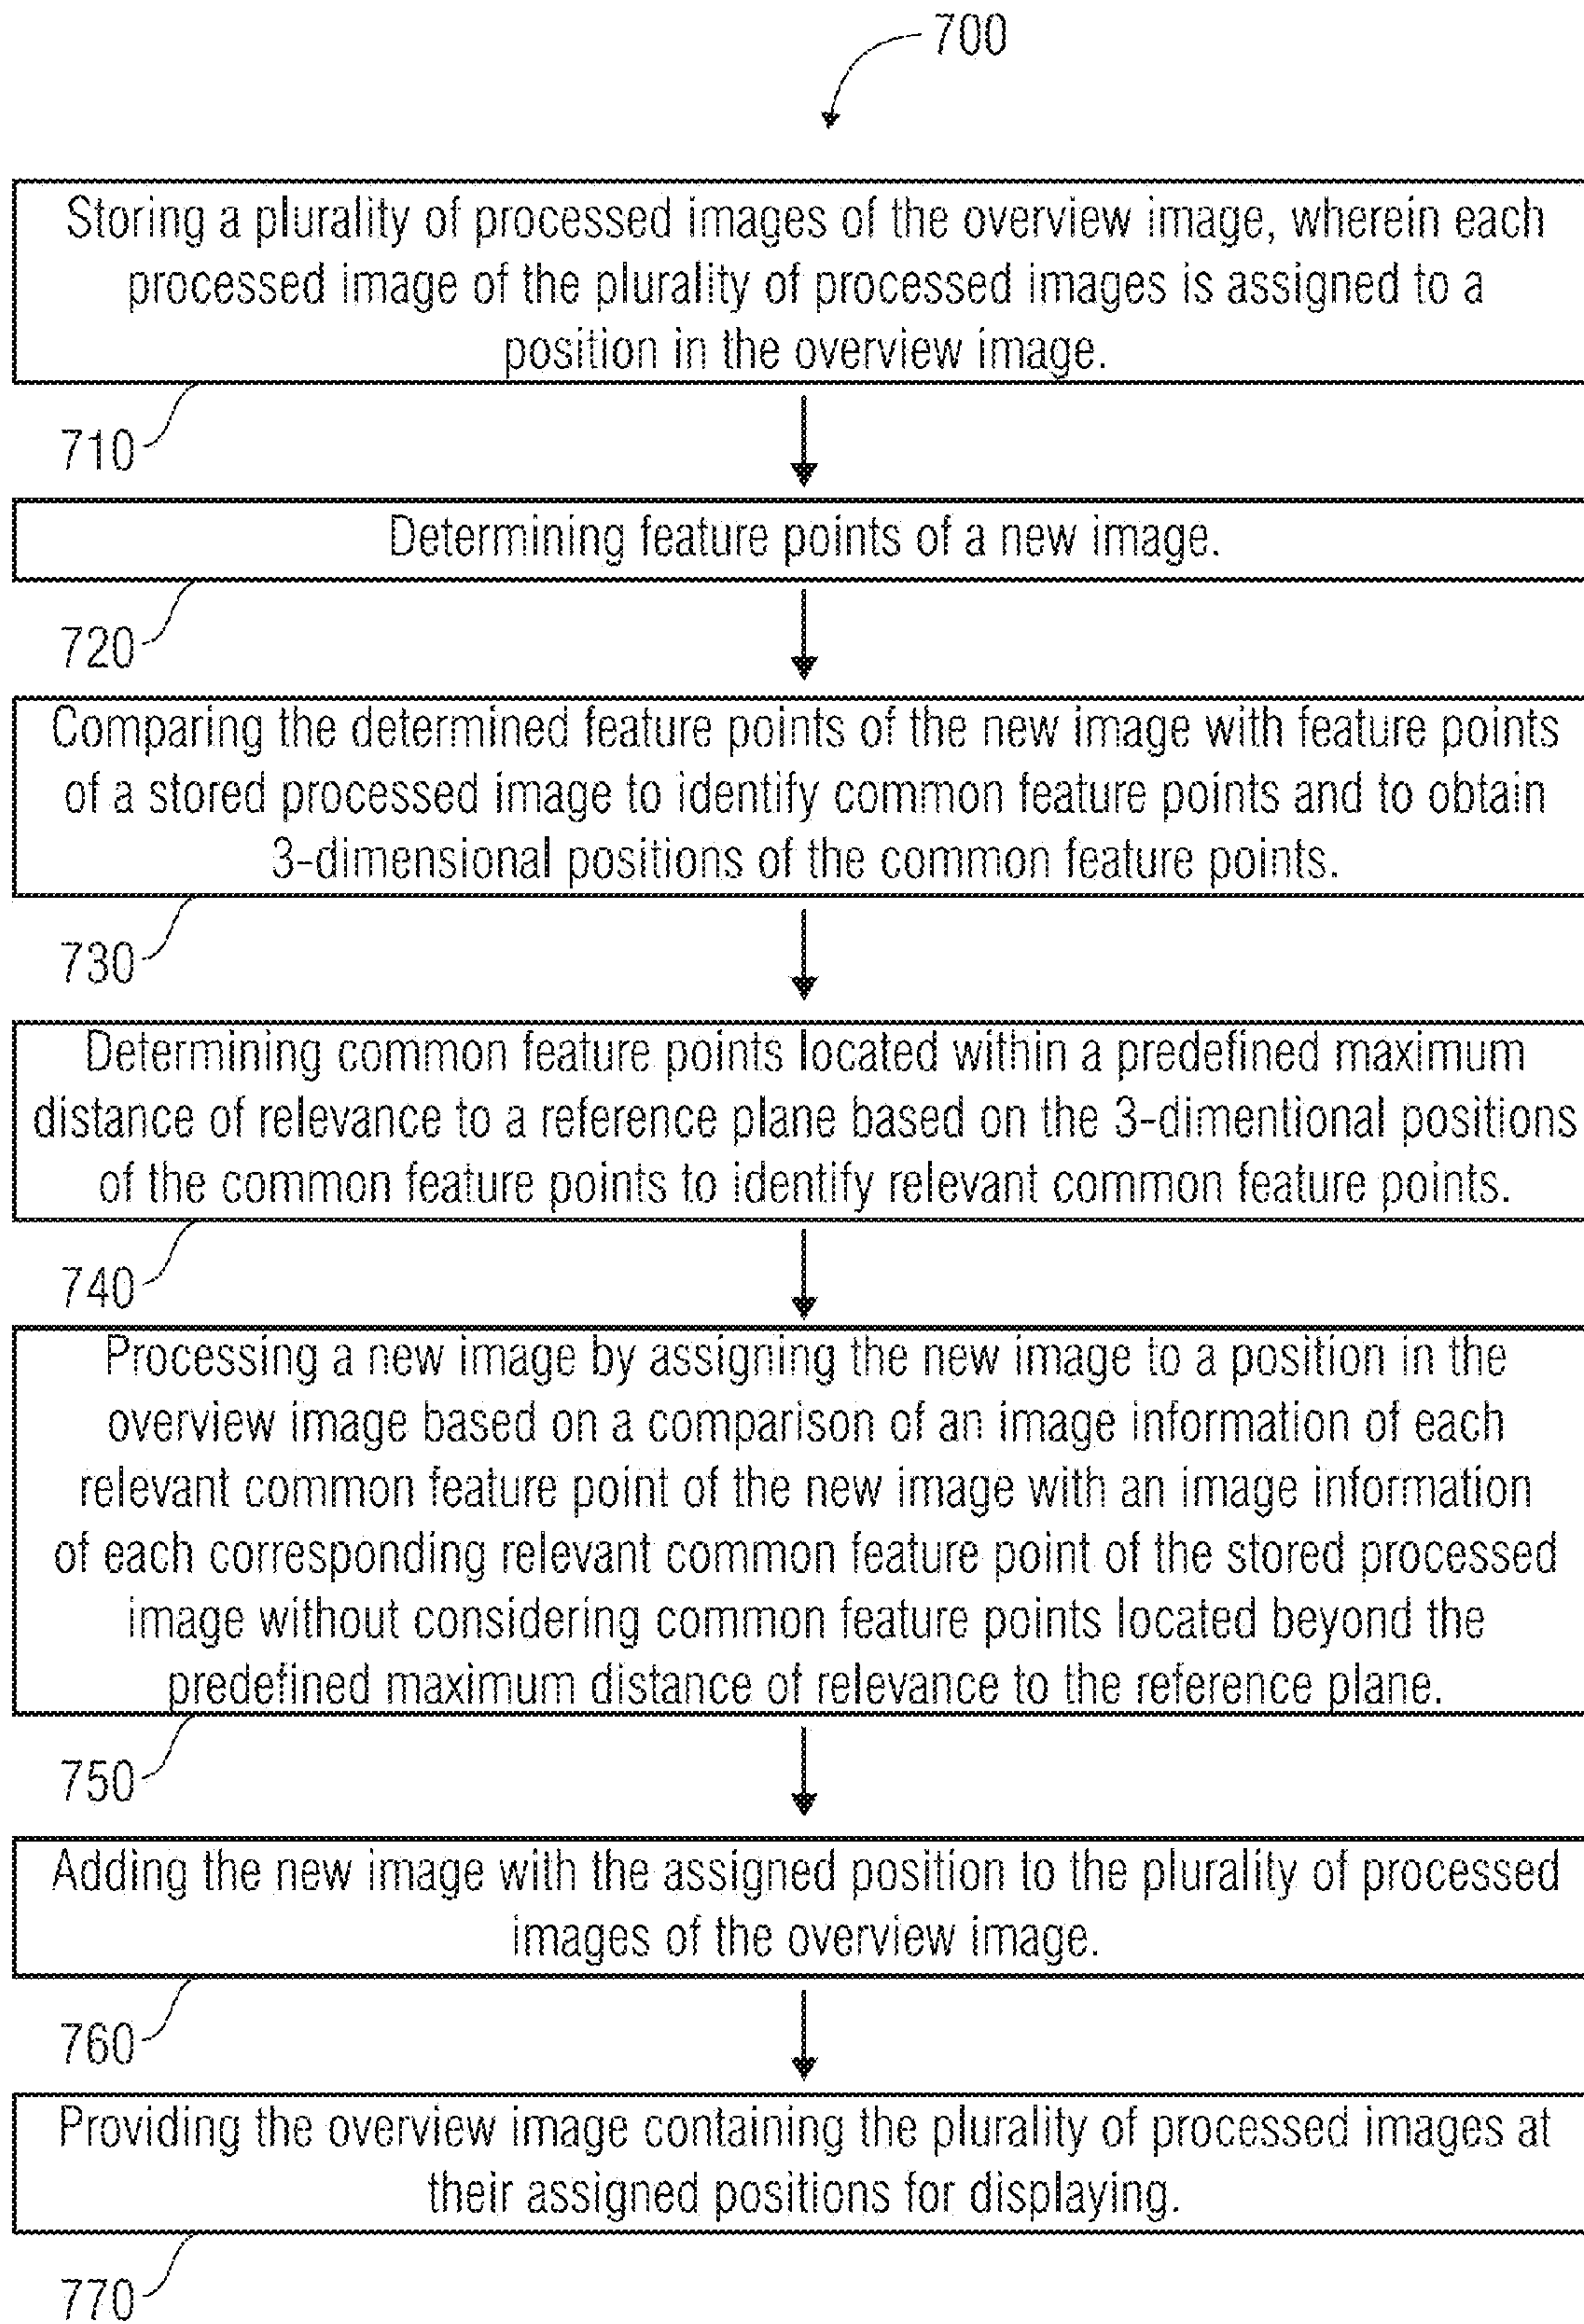 700
Storing a plurality of processed images of the overview image, wherein each
processed image of the plurality of processed images is assigned to a
position in the overview image.
710
Determining feature points of a new image.
720
Comparing the determined feature points of the new image with feature points
of a stored processed image to identify common feature points and to obtain
3-dimensional positions of the common feature points.
730
Determining common feature points located within a predefined maximum
distance of relevance to a reference plane based on the 3-dimentional positions
of the common feature points to identify relevant common feature points.
740
Processing a new image by assigning the new image to a position in the
overview image based on a comparison of an image information of each
relevant common feature point of the new image with an image information
of each corresponding relevant common feature point of the stored processed
image without considering common feature points located beyond the
predefined maximum distance of relevance to the reference plane.
750
Adding the new image with the assigned position to the plurality of processed
images of the overview image.
760
Providing the overview image containing the plurality of processed images at
their assigned positions for displaying.
770